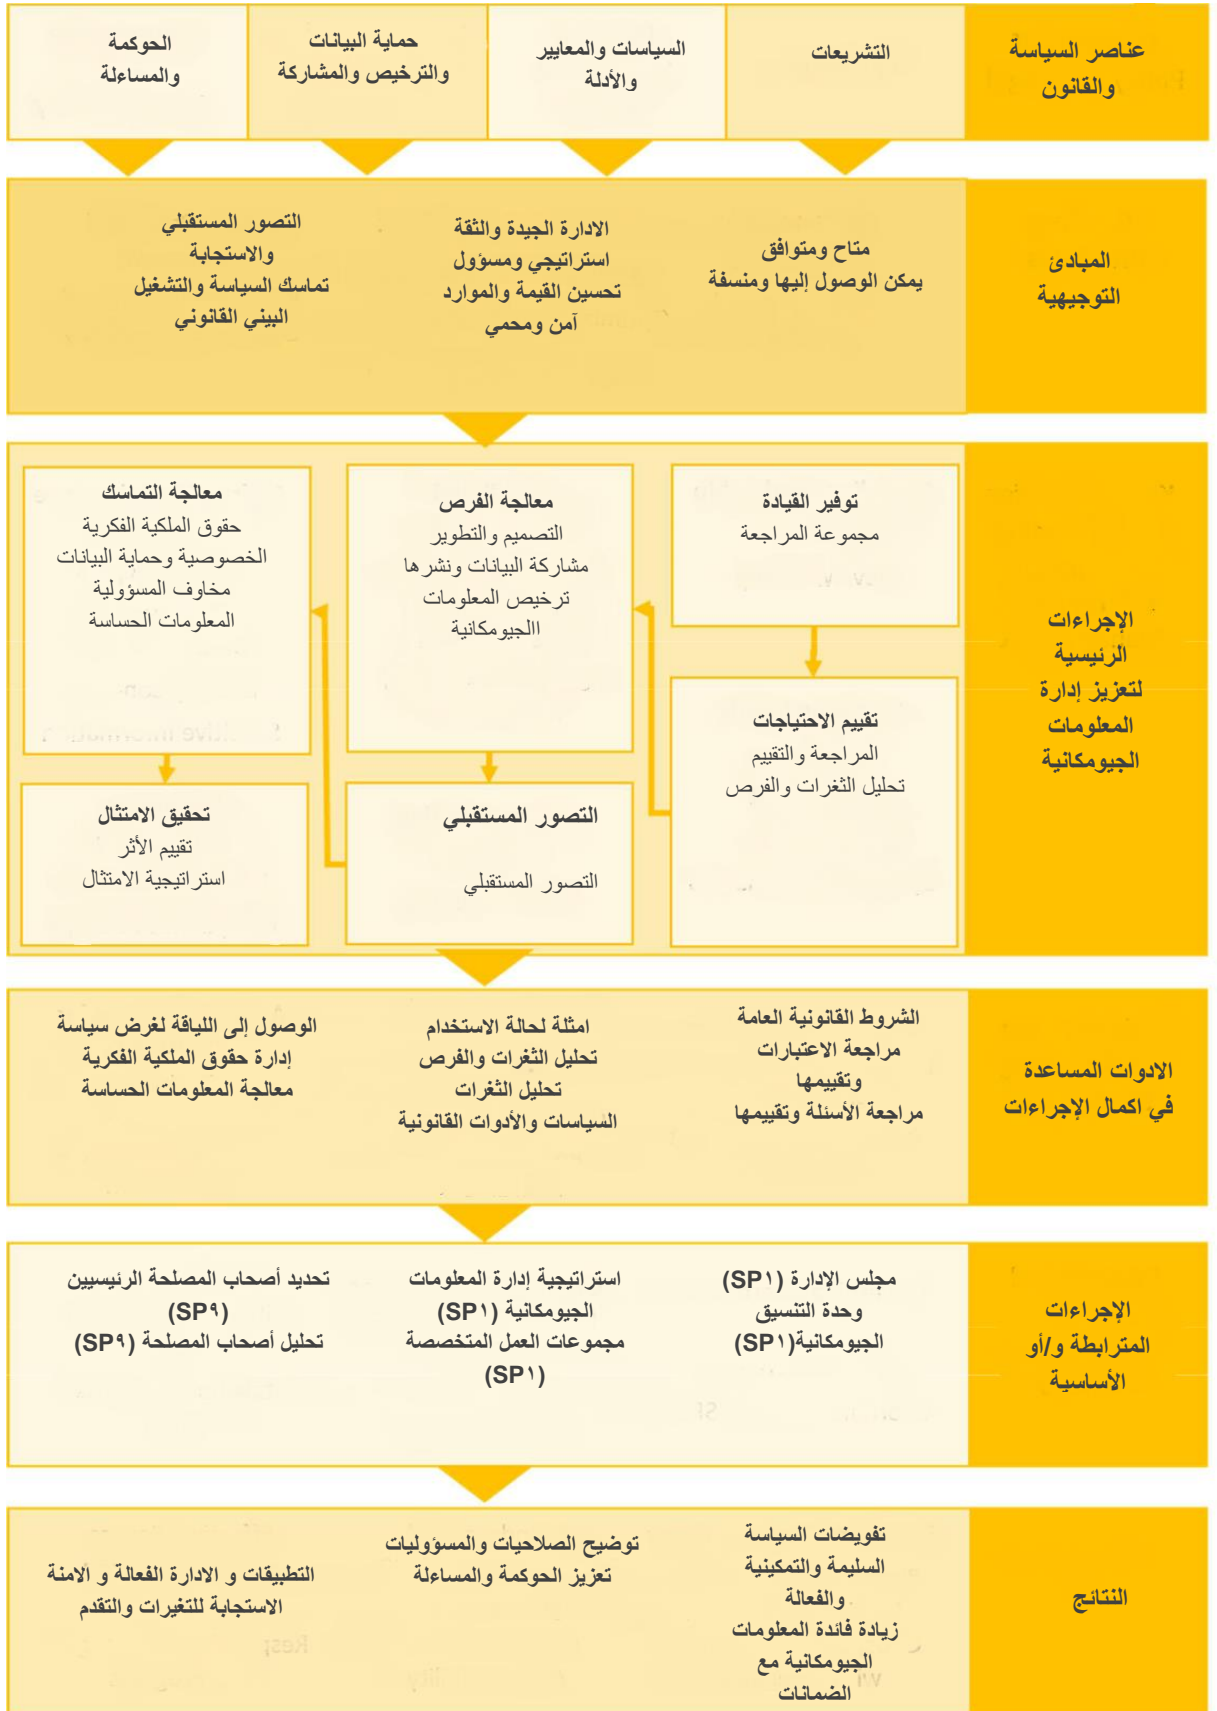 عناصر السياسة
والقانون
التشريعات
السياسات والمعايير
والأدلة
حماية البيانات
والترخيص والمشاركة
الحوكمة
والمساءلة
المبادئ
التوجيهية
متاح ومتوافق
يمكن الوصول إليها ومنسفة
الادارة الجيدة والثقة
استراتيجي ومسؤول
تحسين القيمة والموارد
آمن ومحمي
التصور المستقبلي
والاستجابة
تماسك السياسة والتشغيل
البيني القانوني
الإجراءات
الرئيسية
لتعزيز إدارة
المعلومات
الجيومكانية
توفير القيادة
مجموعة المراجعة
تقييم الاحتياجات
المراجعة والتقييم
تحليل الثغرات والفرص
معالجة الفرص
التصميم والتطوير
مشاركة البيانات ونشرها
ترخيص المعلومات
االجيومكانية
التصور المستقبلي
التصور المستقبلي
معالجة التماسك
حقوق الملكية الفكرية
الخصوصية وحماية البيانات
مخاوف المسؤولية
المعلومات الحساسة
تحقيق الامتثال
تقييم الأثر
استراتيجية الامتثال
الادوات المساعدة
في اكمال الإجراءات
الشروط القانونية العامة
مراجعة الاعتبارات
وتقييمها
مراجعة الأسئلة وتقييمها
امثلة لحالة الاستخدام
تحليل الثغرات والفرص
تحليل الثغرات
السياسات والأدوات القانونية
الوصول إلى اللياقة لغرض سياسة
إدارة حقوق الملكية الفكرية
معالجة المعلومات الحساسة
الإجراءات
المترابطة و/أو
الأساسية
مجلس الإدارة (SP١)
وحدة التنسيق
الجيومكانية(SP١)
استراتيجية إدارة المعلومات
الجيومكانية (SP١)
مجموعات العمل المتخصصة
(SP١)
تحديد أصحاب المصلحة الرئيسيين
(SP٩)
تحليل أصحاب المصلحة (SP٩)
النتائج
تفويضات السياسة
السليمة والتمكينية
والفعالة
زيادة فائدة المعلومات
الجيومكانية مع
الضمانات
توضيح الصلاحيات والمسؤوليات
تعزيز الحوكمة والمساءلة
التطبيقات و الادارة الفعالة و الامنة
الاستجابة للتغيرات والتقدم